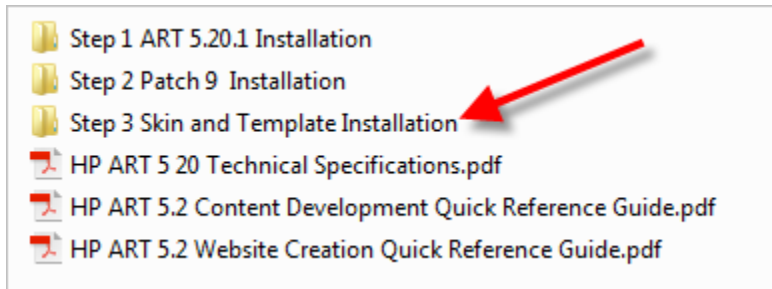 Step 1 ART 5.20.1 Installation
Step 2 Patch 9  Installation
Step 3 Skin and Template Installation
HP ART 5 20 Technical Specifications.pdf
HP ART 5.2 Content Development Quick Reference Guide.pdf
HP ART 5.2 Website Creation Quick Reference Guide.pdf